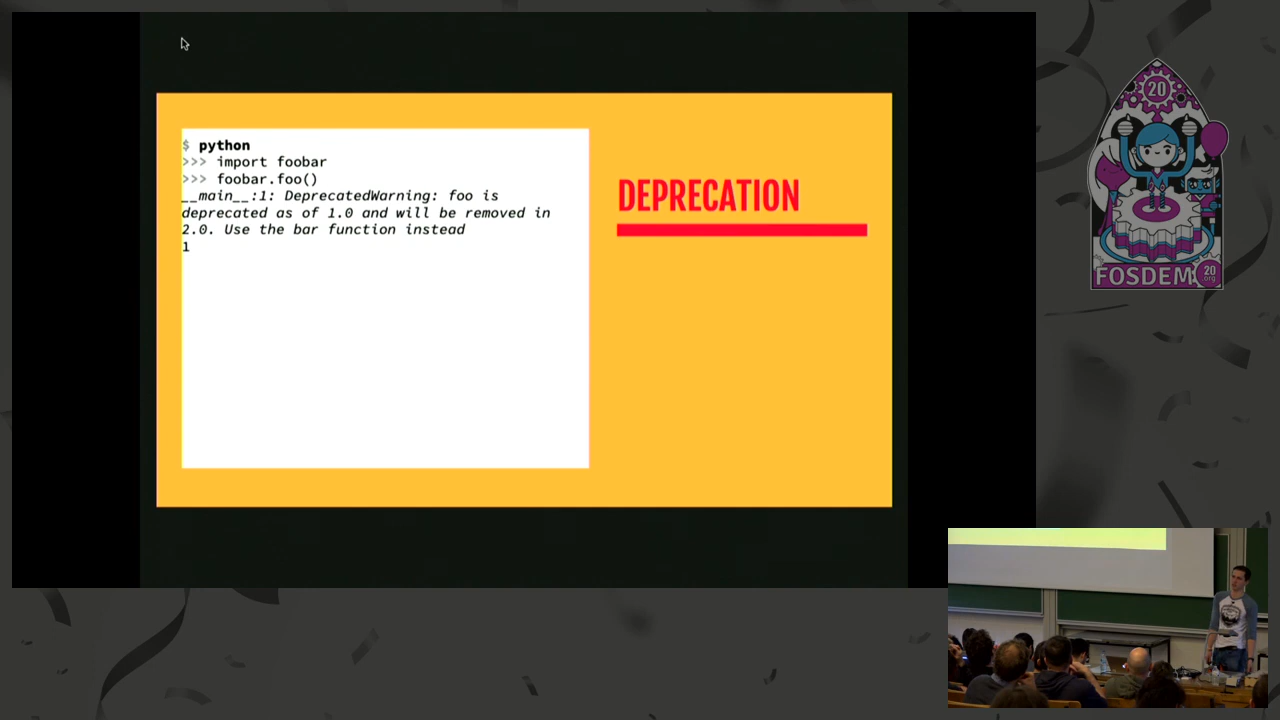 $ python
>>> import foobar
>>> foobar.foo()
__main__:1: DeprecatedWarning: foo is
deprecated as of 1.0 and will be removed in
2.0. Use the bar function instead
1
DEPRECATION
20
FOSDEM
20
.org